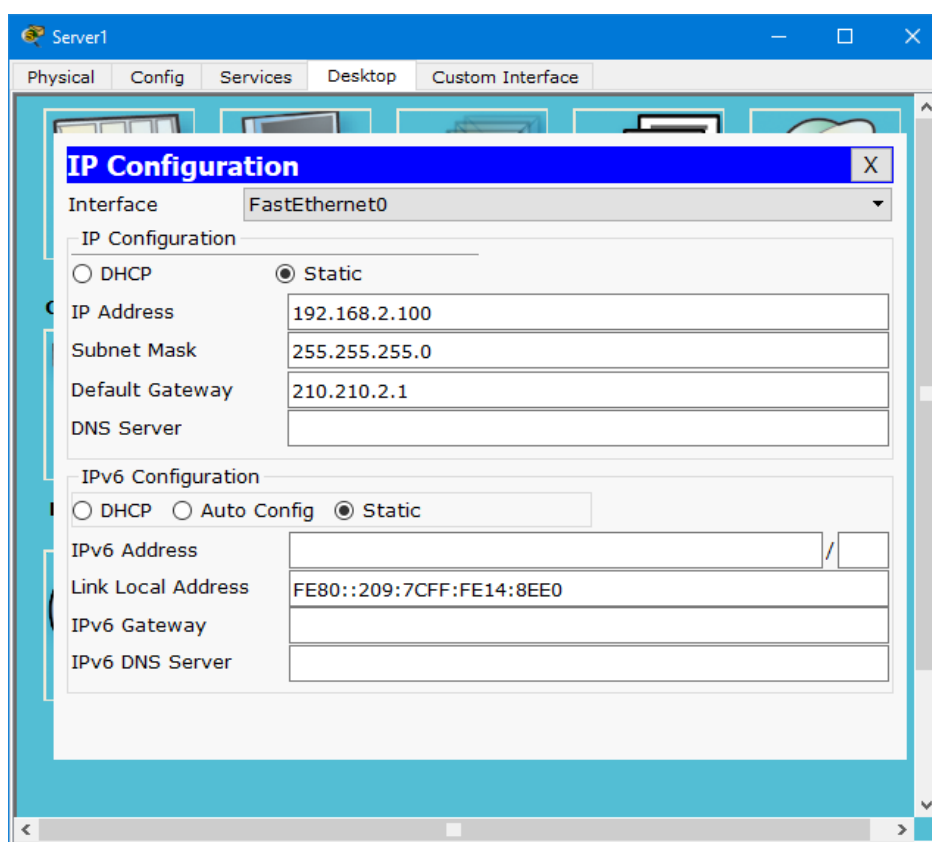 Server1
Physical Config Services Desktop Custom Interface
IP Configuration X
Interface FastEthernet0
IP Configuration
DHCP Static
IP Address 192.168.2.100
Subnet Mask 255.255.255.0
Default Gateway 210.210.2.1
DNS Server
IPv6 Configuration
DHCP Auto Config Static
IPv6 Address /
Link Local Address FE80::209:7CFF:FE14:8EE0
IPv6 Gateway
IPv6 DNS Server